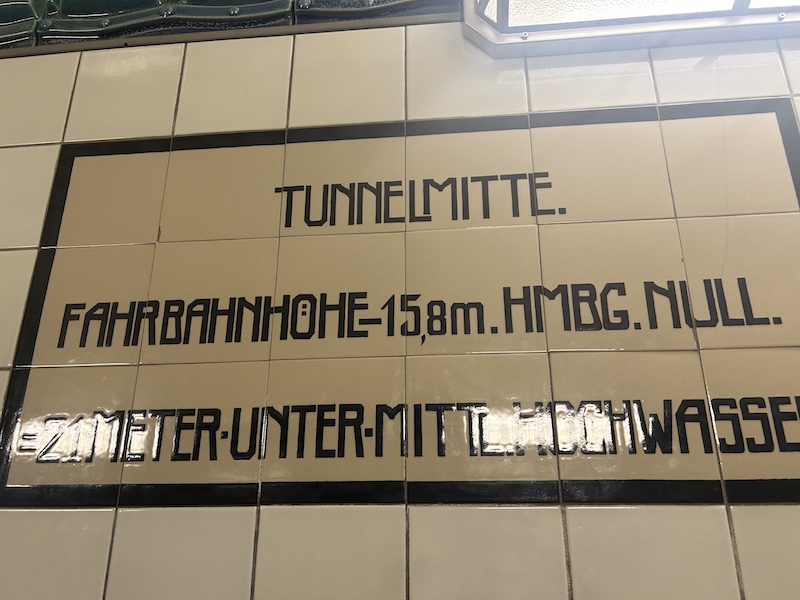 TUNNELMITTE.
FAHRBAHNHÖHE-15,8m. HMBG. NULL.
=21 METER·UNTER·MITTL. HOCHWASSE